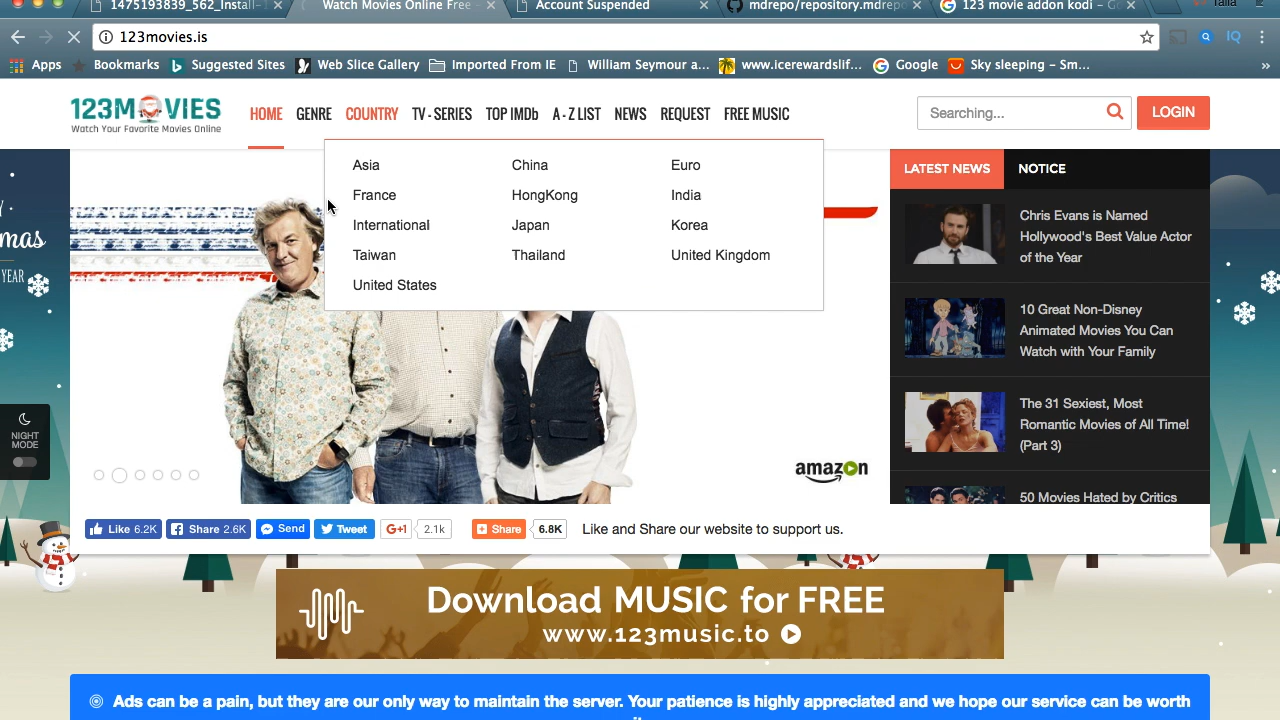 1475193839_562_Install-1
Watch Movies Online Free -
Account Suspended
mdrepo/repository.mdrepo
123 movie addon kodi – Go
Talia
123movies.is
IQ
Apps
Bookmarks
Suggested Sites
Web Slice Gallery
Imported From IE
William Seymour a...
www.icerewardslif...
Google
Sky sleeping – Sm...
»
123MOVIES
Watch Your Favorite Movies Online
HOME
GENRE
COUNTRY
TV - SERIES
TOP IMDb
A - Z LIST
NEWS
REQUEST
FREE MUSIC
Searching...
LOGIN
Asia
China
Euro
France
HongKong
India
International
Japan
Korea
Taiwan
Thailand
United Kingdom
United States
LATEST NEWS
NOTICE
Chris Evans is Named
Hollywood's Best Value Actor
of the Year
10 Great Non-Disney
Animated Movies You Can
Watch with Your Family
The 31 Sexiest, Most
Romantic Movies of All Time!
(Part 3)
50 Movies Hated by Critics
YEAR
NIGHT
MODE
amazon
Like 6.2K
Share 2.6K
Send
Tweet
G+1
2.1k
Share
6.8K
Like and Share our website to support us.
Download MUSIC for FREE
www.123music.to
Ads can be a pain, but they are our only way to maintain the server. Your patience is highly appreciated and we hope our service can be worth